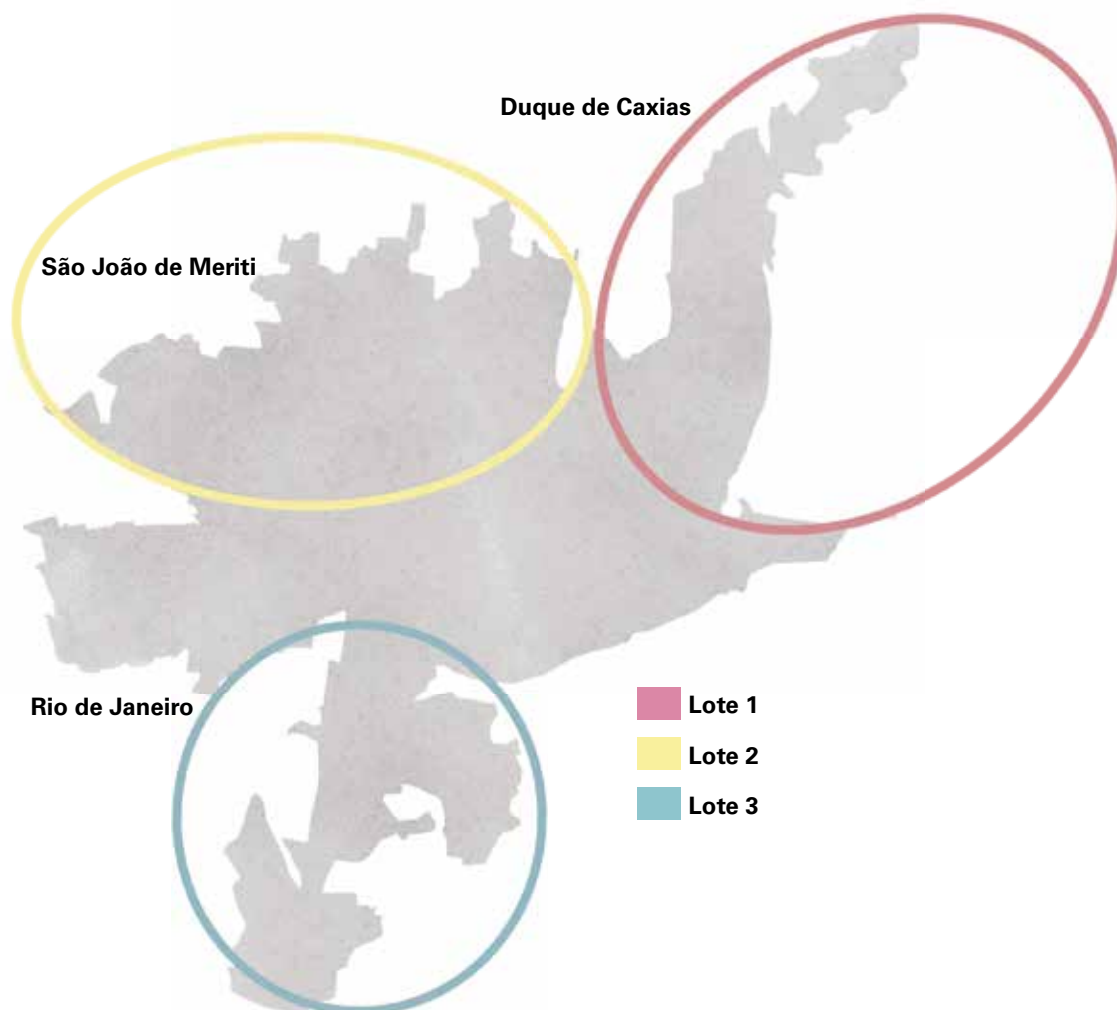 Duque de Caxias
São João de Meriti
Rio de Janeiro
Lote 1
Lote 2
Lote 3